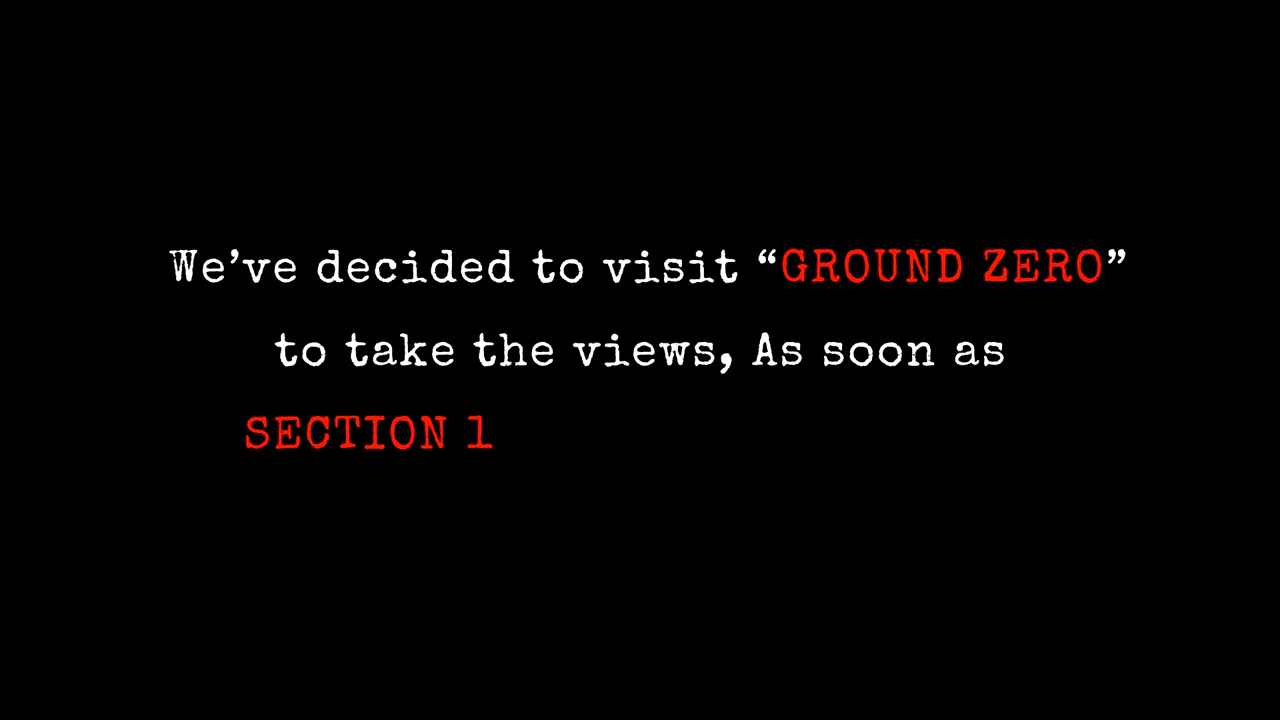 We’ve decided to visit “GROUND ZERO”
to take the views, As soon as
SECTION 1